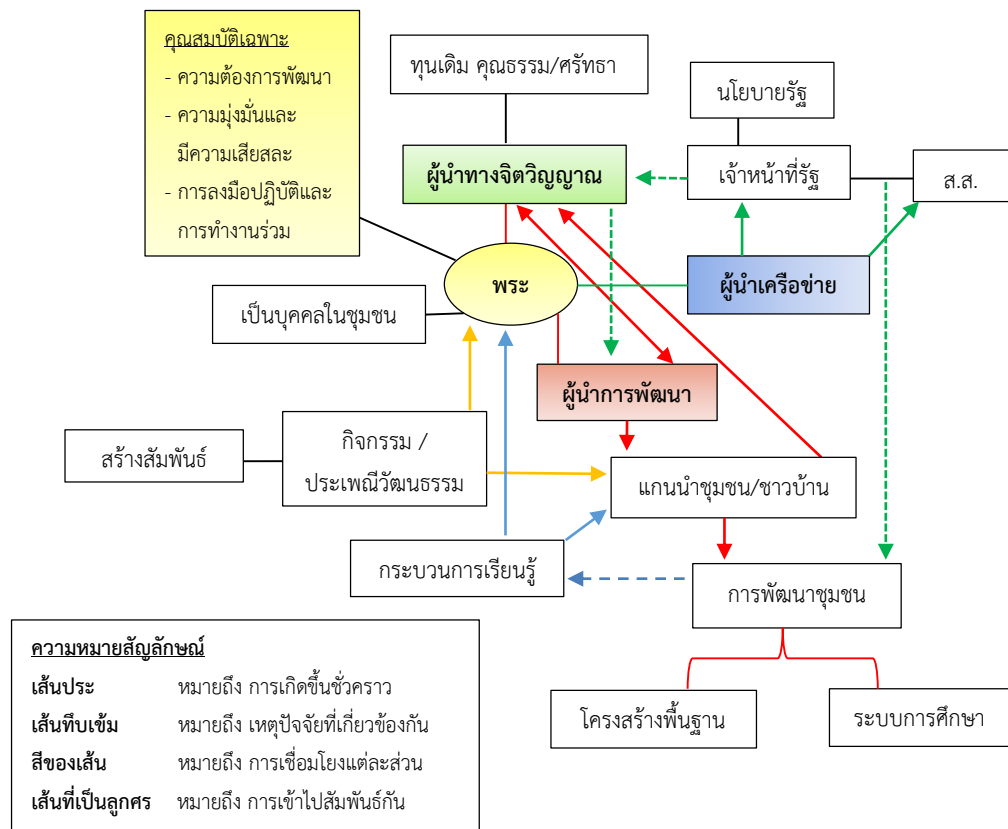 คุณสมบัติเฉพาะ
- ความต้องการพัฒนา
- ความมุ่งมั่นและ
มีความเสียสละ
- การลงมือปฏิบัติและ
การทำงานร่วม
ทุนเดิม คุณธรรม/ศรัทธา
นโยบายรัฐ
ผู้นำทางจิตวิญญาณ
เจ้าหน้าที่รัฐ
ส.ส.
พระ
ผู้นำเครือข่าย
เป็นบุคคลในชุมชน
ผู้นำการพัฒนา
สร้างสัมพันธ์
กิจกรรม /
ประเพณีวัฒนธรรม
แกนนำชุมชน/ชาวบ้าน
กระบวนการเรียนรู้
การพัฒนาชุมชน
โครงสร้างพื้นฐาน
ระบบการศึกษา
ความหมายสัญลักษณ์
เส้นประ หมายถึง การเกิดขึ้นชั่วคราว
เส้นทึบเข้ม หมายถึง เหตุปัจจัยที่เกี่ยวข้องกัน
สีของเส้น หมายถึง การเชื่อมโยงแต่ละส่วน
เส้นที่เป็นลูกศร หมายถึง การเข้าไปสัมพันธ์กัน